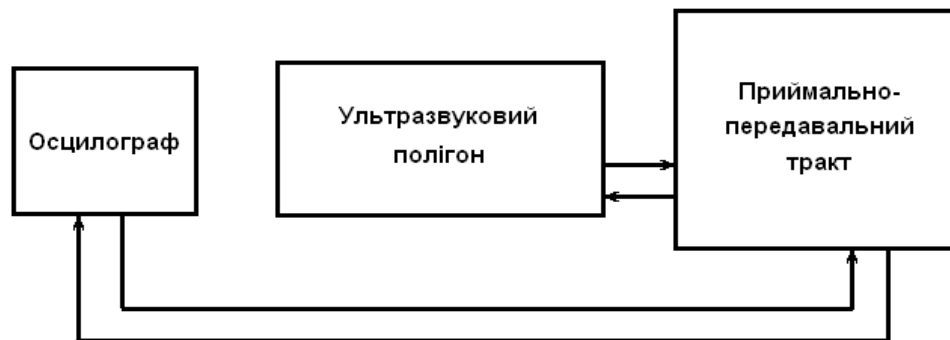 Осцилограф
Ультразвуковий
полігон
Приймально-
передавальний
тракт